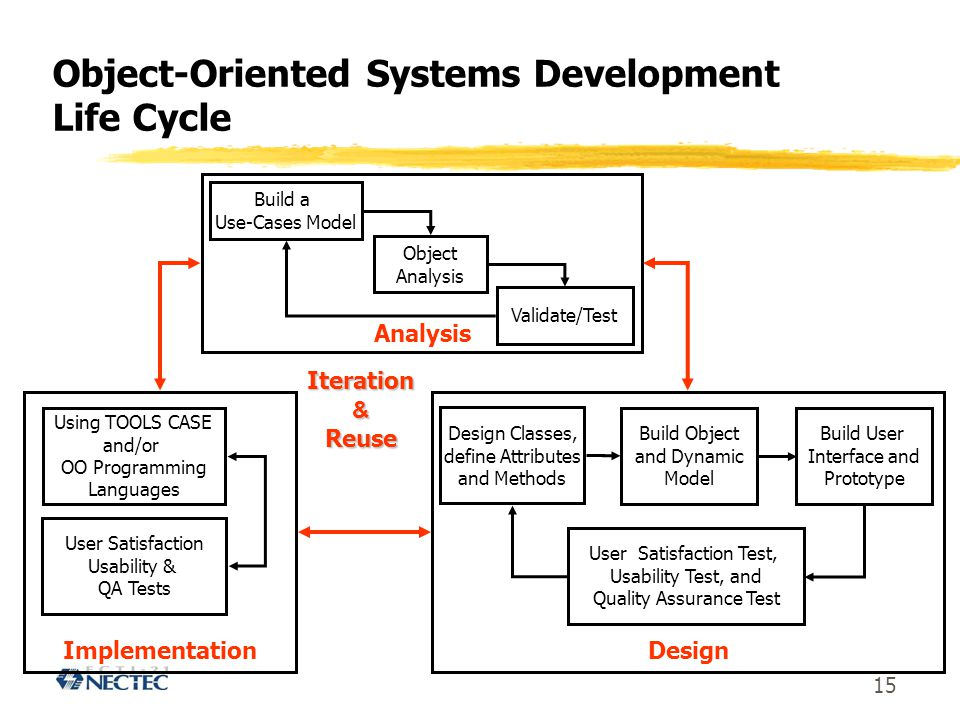 Object-Oriented Systems Development
Life Cycle
Build a
Use-Cases Model
Object
Analysis
Validate/Test
Analysis
Iteration
&
Reuse
Using TOOLS CASE
and/or
OO Programming
Languages
User Satisfaction
Usability &
QA Tests
Implementation
Design Classes,
define Attributes
and Methods
Build Object
and Dynamic
Model
Build User
Interface and
Prototype
User Satisfaction Test,
Usability Test, and
Quality Assurance Test
Design
NECTEC
15